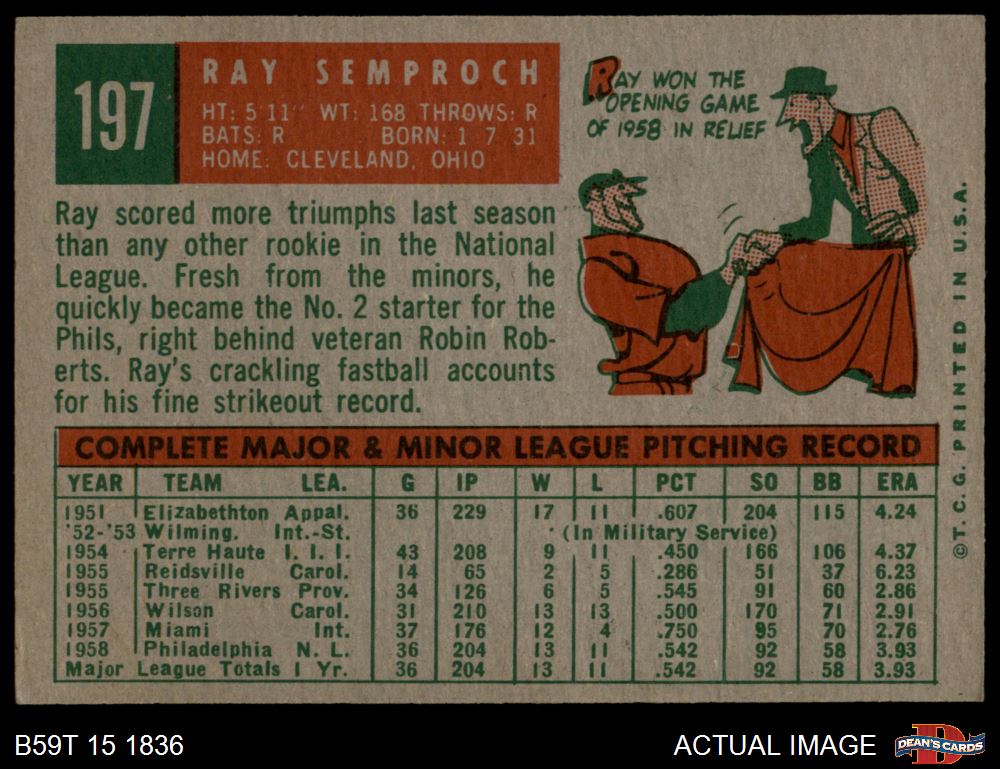 197
RAY SEMPROCH
HT: 5'11" WT: 168 THROWS: R
BATS: R BORN: 1 7 31
HOME: CLEVELAND, OHIO
RAY WON THE
OPENING GAME
OF 1958 IN RELIEF
Ray scored more triumphs last season
than any other rookie in the National
League. Fresh from the minors, he
quickly became the No. 2 starter for the
Phils, right behind veteran Robin Rob-
erts. Ray's crackling fastball accounts
for his fine strikeout record.
COMPLETE MAJOR & MINOR LEAGUE PITCHING RECORD
YEAR TEAM LEA. G IP W L PCT SO BB ERA
1951 Elizabethton Appal. 36 229 17 11 .607 204 115 4.24
'52-'53 Wilming. Int.-St. (In Military Service)
1954 Terre Haute I. I. I. 43 208 9 11 .450 166 106 4.37
1955 Reidsville Carol. 14 65 2 5 .286 51 37 6.23
1955 Three Rivers Prov. 34 126 6 5 .545 91 60 2.86
1956 Wilson Carol. 31 210 13 13 .500 170 71 2.91
1957 Miami Int. 37 176 12 4 .750 95 70 2.76
1958 Philadelphia N. L. 36 204 13 11 .542 92 58 3.93
Major League Totals 1 Yr. 36 204 13 11 .542 92 58 3.93
©T. C. G. PRINTED IN U.S.A.
B59T 15 1836
ACTUAL IMAGE
D
DEAN'S CARDS